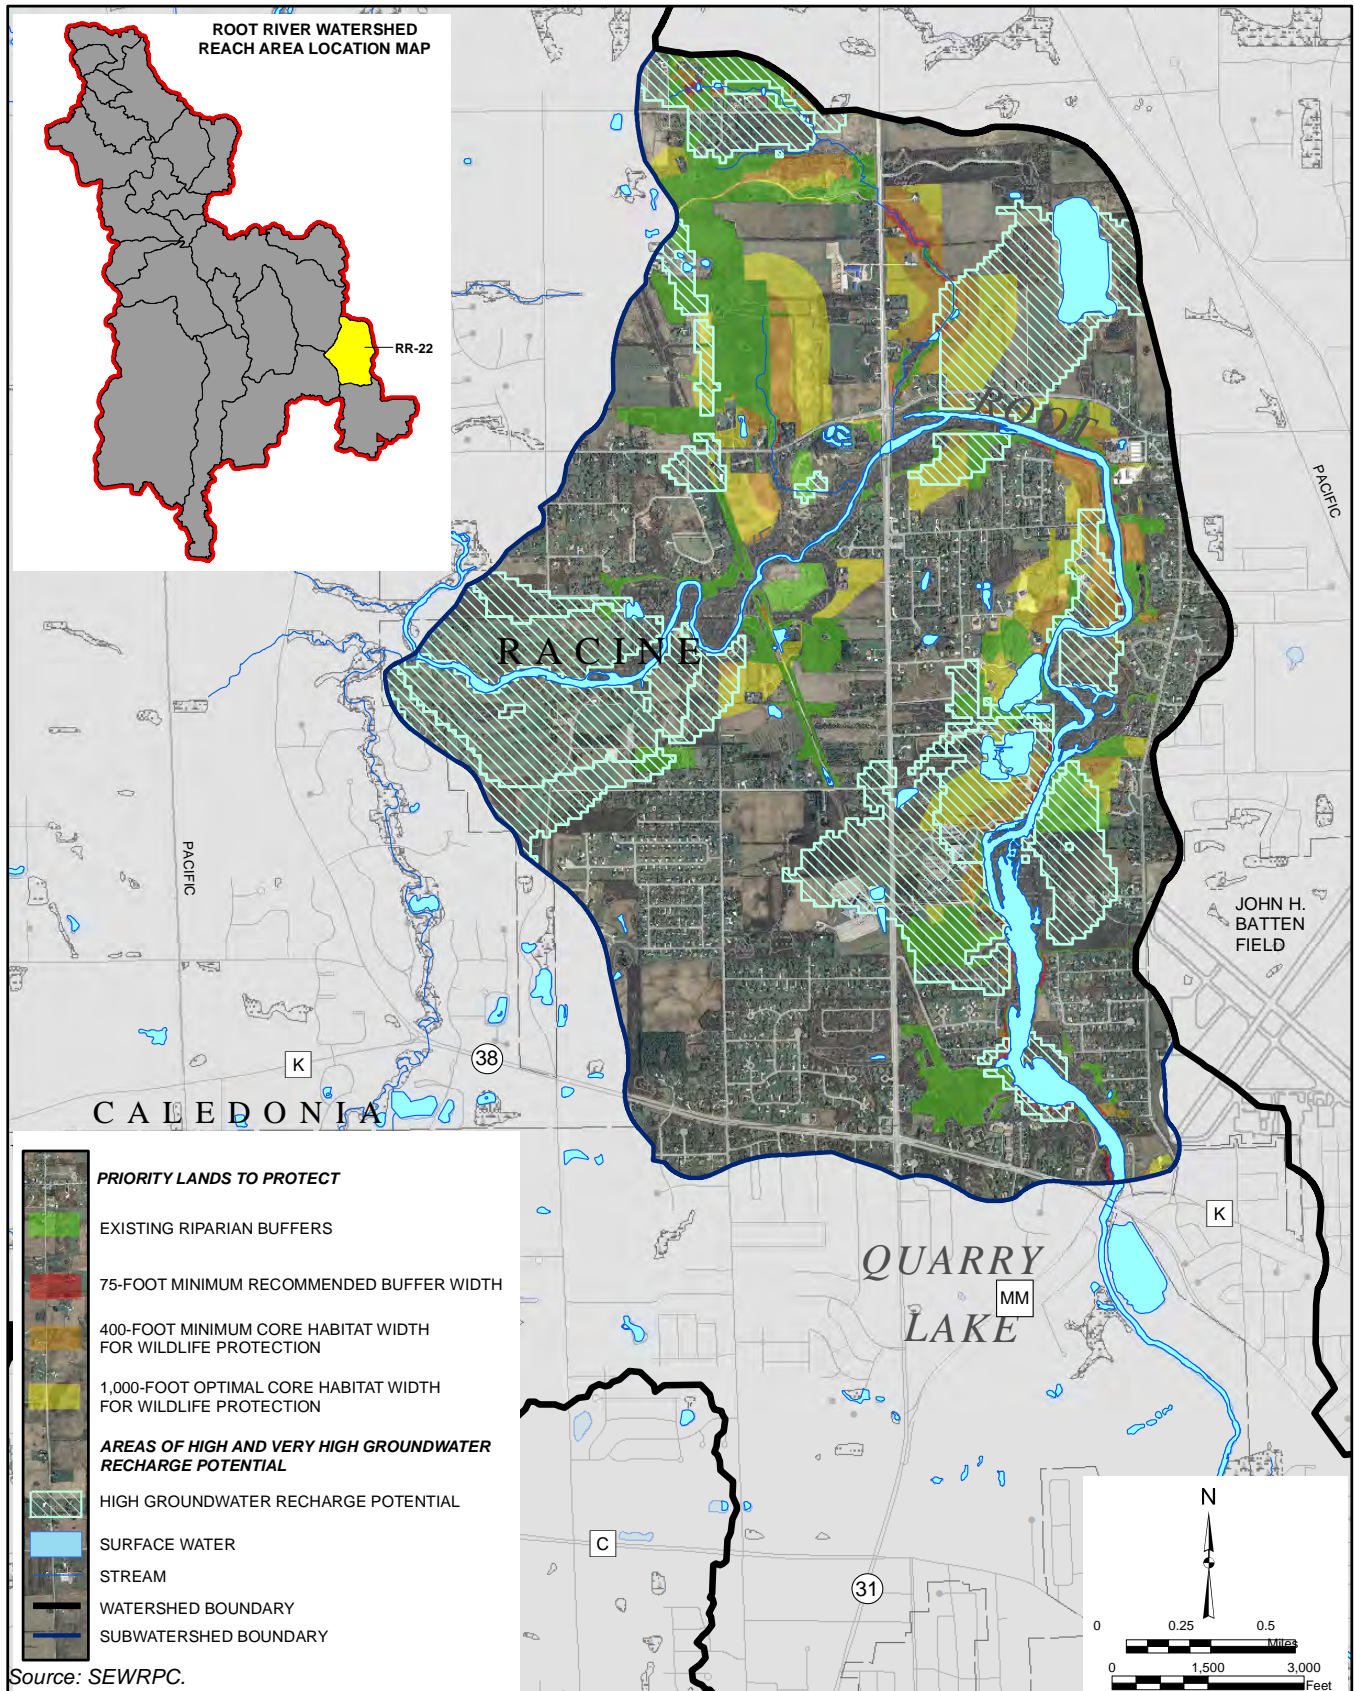 ROOT RIVER WATERSHED
REACH AREA LOCATION MAP
RR-22
ROOT
PACIFIC
RACINE
PACIFIC
JOHN H.
BATTEN
FIELD
K
38
CALEDONIA
K
QUARRY
LAKE
MM
C
31
PRIORITY LANDS TO PROTECT
EXISTING RIPARIAN BUFFERS
75-FOOT MINIMUM RECOMMENDED BUFFER WIDTH
400-FOOT MINIMUM CORE HABITAT WIDTH
FOR WILDLIFE PROTECTION
1,000-FOOT OPTIMAL CORE HABITAT WIDTH
FOR WILDLIFE PROTECTION
AREAS OF HIGH AND VERY HIGH GROUNDWATER
RECHARGE POTENTIAL
HIGH GROUNDWATER RECHARGE POTENTIAL
SURFACE WATER
STREAM
WATERSHED BOUNDARY
SUBWATERSHED BOUNDARY
Source: SEWRPC.
N
0 0.25 0.5
Miles
0 1,500 3,000
Feet